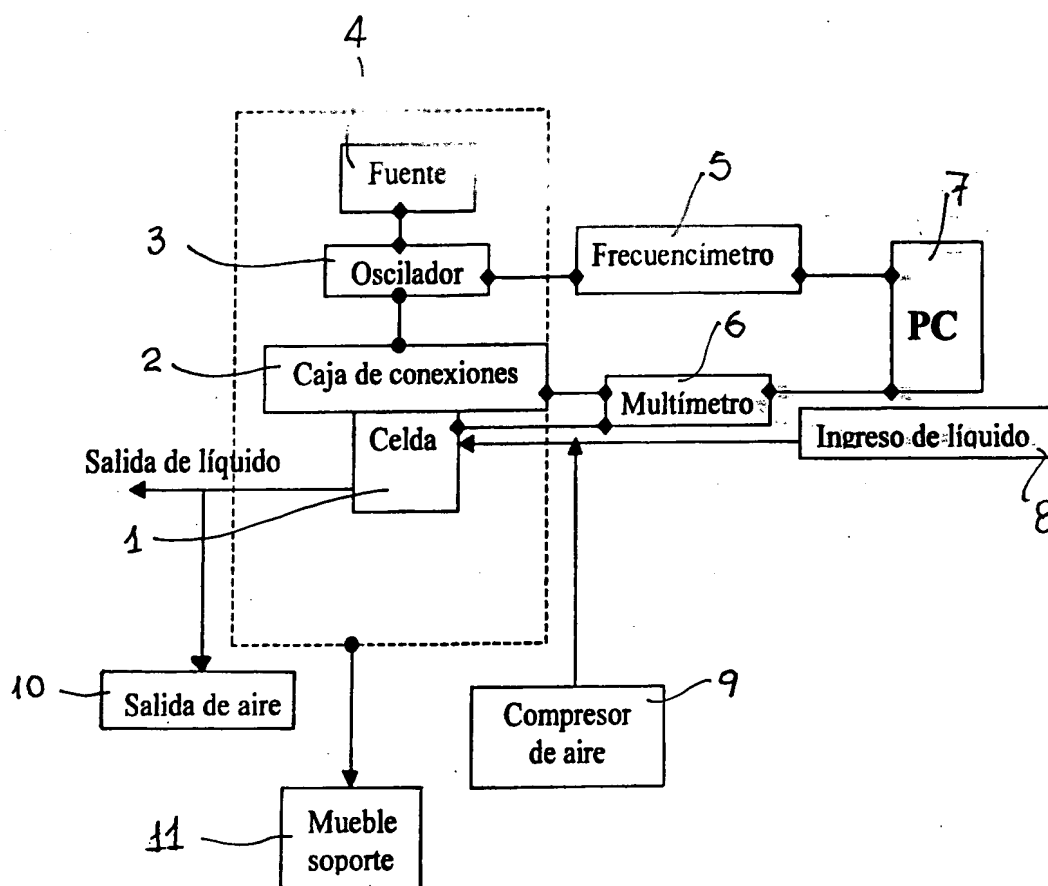 4
Fuente
5
7
3
Oscilador
Frecuencímetro
PC
2
Caja de conexiones
6
Multímetro
Celda
Ingreso de líquido
Salida de líquido
8
1
10
Salida de aire
9
Compresor
de aire
11
Mueble
soporte